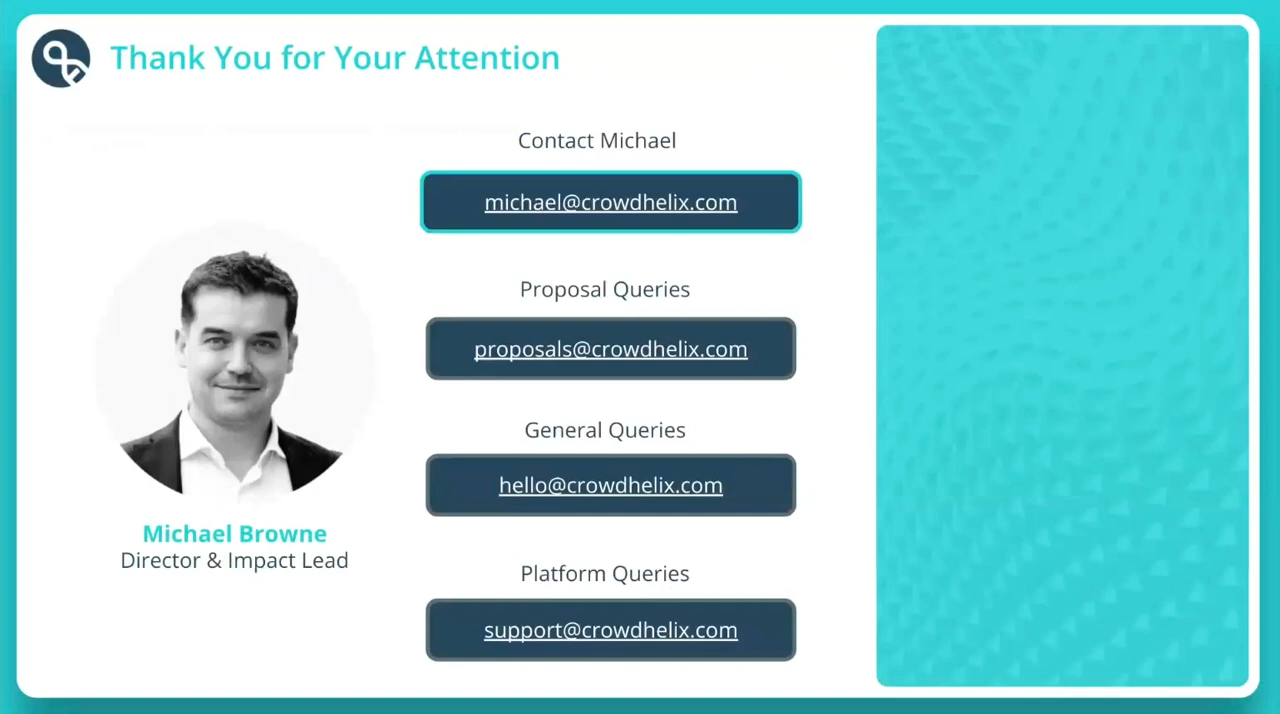 Thank You for Your Attention
Contact Michael
michael@crowdhelix.com
Proposal Queries
proposals@crowdhelix.com
General Queries
hello@crowdhelix.com
Michael Browne
Director & Impact Lead
Platform Queries
support@crowdhelix.com